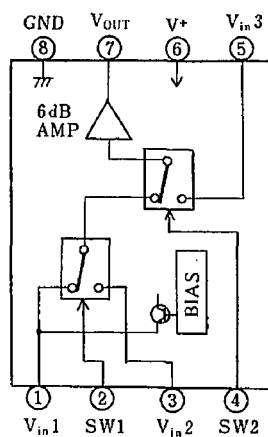 GND V_OUT V⁺ V_in 3
⑧ ⑦ ⑥ ⑤
6dB
AMP
BIAS
① ② ③ ④
V_in 1 SW1 V_in 2 SW2